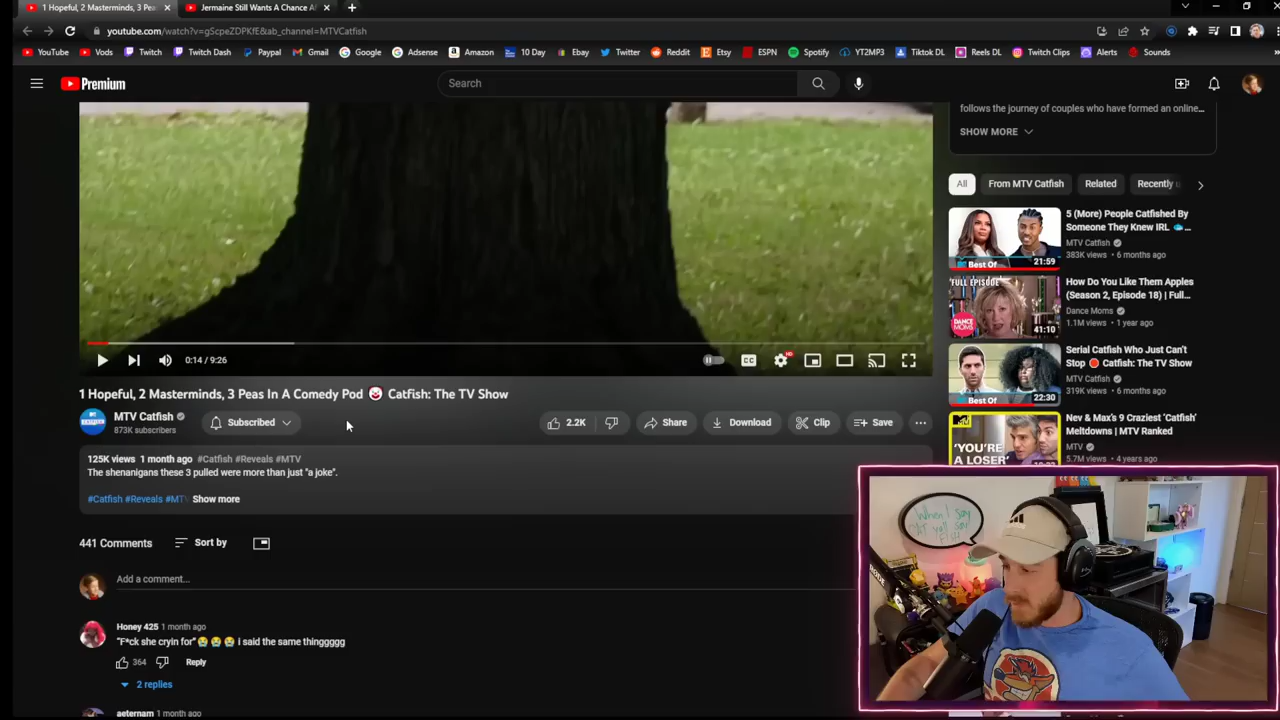 1 Hopeful, 2 Masterminds, 3 Pea
Jermaine Still Wants A Chance A
youtube.com/watch?v=gScpeZDPKfE&ab_channel=MTVCatfish
YouTube Vods Twitch Twitch Dash Paypal Gmail Google Adsense Amazon 10 Day Ebay Twitter Reddit Etsy ESPN Spotify YT2MP3 Tiktok DL Reels DL Twitch Clips Alerts Sounds
Premium
Search
follows the journey of couples who have formed an online...
SHOW MORE
All From MTV Catfish Related Recently u
5 (More) People Catfished By
Someone They Knew IRL 🐟...
MTV Catfish
383K views • 6 months ago
Best Of
21:59
FULL EPISODE
DANCE MOMS
41:10
How Do You Like Them Apples
(Season 2, Episode 18) | Full...
Dance Moms
1.1M views • 1 year ago
Serial Catfish Who Just Can't
Stop 🛑 Catfish: The TV Show
MTV Catfish
319K views • 6 months ago
Best Of
22:30
'YOU'RE
A LOSER'
Nev & Max's 9 Craziest 'Catfish'
Meltdowns | MTV Ranked
MTV
5.7M views • 4 years ago
0:14 / 9:26
CC
HD
1 Hopeful, 2 Masterminds, 3 Peas In A Comedy Pod 🤡 Catfish: The TV Show
MTV Catfish
873K subscribers
Subscribed
2.2K
Share
Download
Clip
Save
125K views 1 month ago #Catfish #Reveals #MTV
The shenanigans these 3 pulled were more than just "a joke".
#Catfish #Reveals #MT
Show more
441 Comments
Sort by
Add a comment...
Honey 425 1 month ago
"F*ck she cryin for"😭😭😭 i said the same thinggggg
364
Reply
2 replies
aeternam 1 month ago
When I say
CAT yall say
FISH